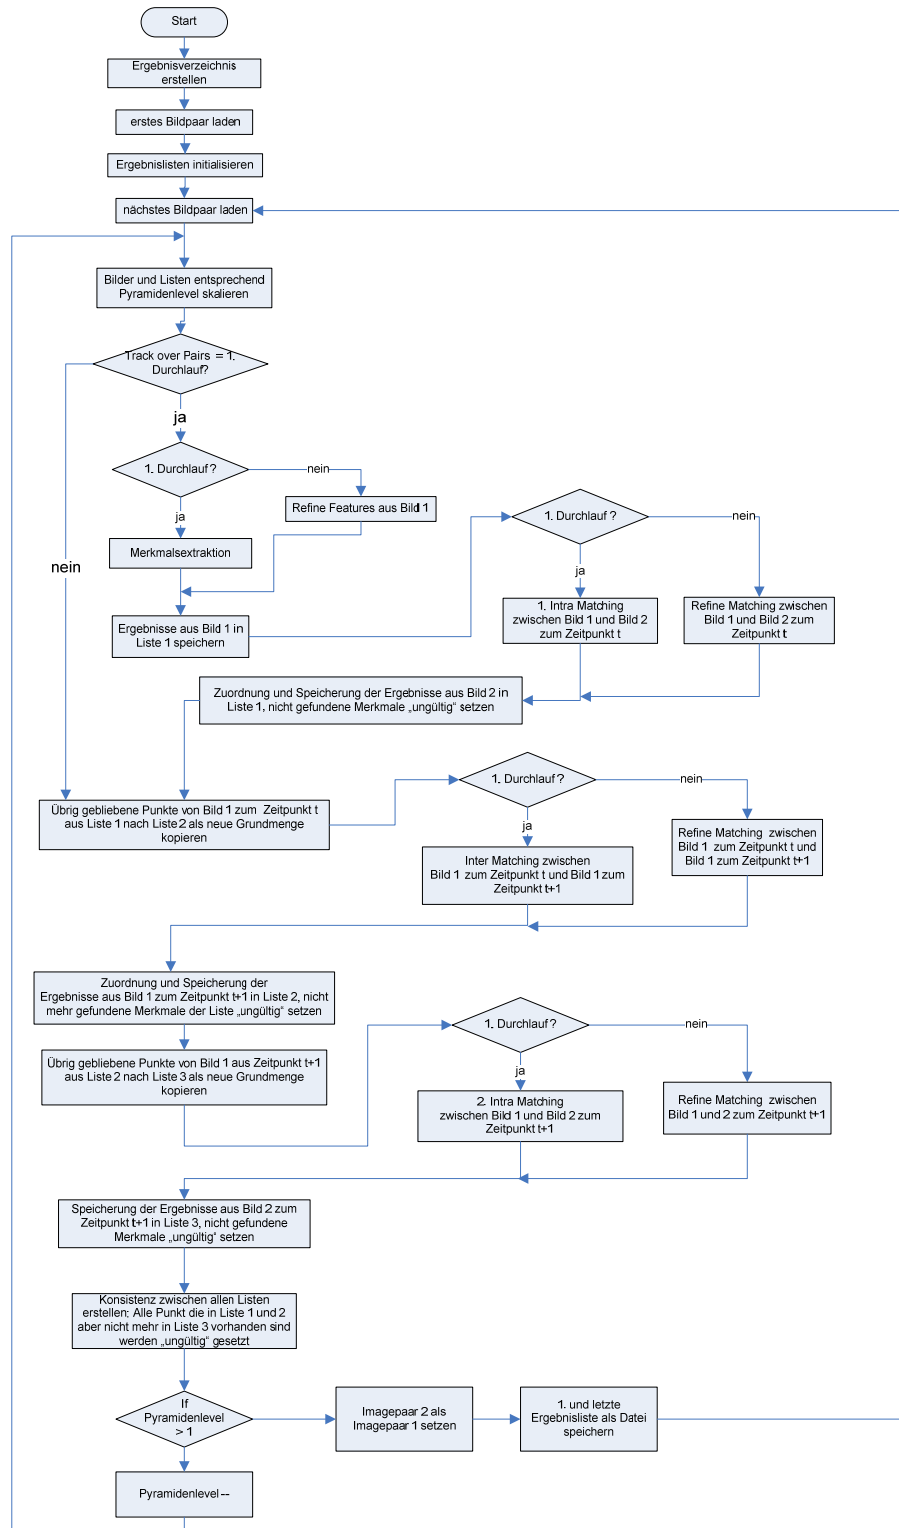 Start
Ergebnisverzeichnis
erstellen
erstes Bildpaar laden
Ergebnislisten initialisieren
nächstes Bildpaar laden
Bilder und Listen entsprechend
Pyramidenlevel skalieren
Track over Pairs = 1.
Durchlauf?
ja
nein
1. Durchlauf?
nein
ja
Refine Features aus Bild 1
Merkmalsextraktion
Ergebnisse aus Bild 1 in
Liste 1 speichern
1. Durchlauf?
nein
ja
1. Intra Matching
zwischen Bild 1 und Bild 2
zum Zeitpunkt t
Refine Matching zwischen
Bild 1 und Bild 2 zum
Zeitpunkt t
Zuordnung und Speicherung der Ergebnisse aus Bild 2 in
Liste 1, nicht gefundene Merkmale „ungültig“ setzen
Übrig gebliebene Punkte von Bild 1 zum Zeitpunkt t
aus Liste 1 nach Liste 2 als neue Grundmenge
kopieren
1. Durchlauf?
nein
ja
Inter Matching zwischen
Bild 1 zum Zeitpunkt t und Bild 1 zum
Zeitpunkt t+1
Refine Matching zwischen
Bild 1 zum Zeitpunkt t und
Bild 1 zum Zeitpunkt t+1
Zuordnung und Speicherung der
Ergebnisse aus Bild 1 zum Zeitpunkt t+1 in Liste 2, nicht
mehr gefundene Merkmale der Liste „ungültig“ setzen
Übrig gebliebene Punkte von Bild 1 aus Zeitpunkt t+1
aus Liste 2 nach Liste 3 als neue Grundmenge
kopieren
1. Durchlauf?
nein
ja
2. Intra Matching
zwischen Bild 1 und Bild 2 zum
Zeitpunkt t+1
Refine Matching zwischen
Bild 1 und 2 zum Zeitpunkt t+1
Speicherung der Ergebnisse aus Bild 2 zum
Zeitpunkt t+1 in Liste 3, nicht gefundene
Merkmale „ungültig“ setzen
Konsistenz zwischen allen Listen
erstellen: Alle Punkt die in Liste 1 und 2
aber nicht mehr in Liste 3 vorhanden sind
werden „ungültig“ gesetzt
If
Pyramidenlevel
> 1
Imagepaar 2 als
Imagepaar 1 setzen
1. und letzte
Ergebnisliste als Datei
speichern
Pyramidenlevel --